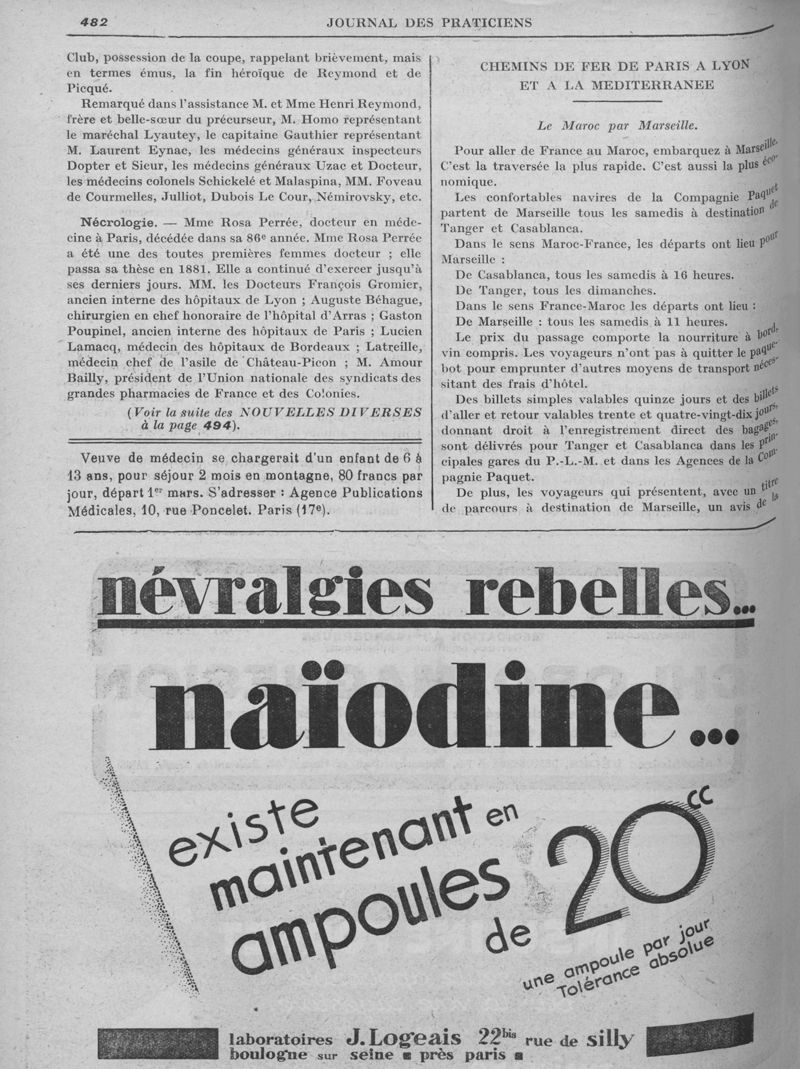 482
JOURNAL DES PRATICIENS
Club, possession de la coupe, rappelant brièvement, mais
en termes émus, la fin héroïque de Reymond et de
Picqué.
Remarqué dans l'assistance M. et Mme Henri Reymond,
frère et belle-sœur du précurseur, M. Homo représentant
le maréchal Lyautey, le capitaine Gauthier représentant
M. Laurent Eynac, les médecins généraux inspecteurs
Dopter et Sieur, les médecins généraux Uzac et Docteur,
les médecins colonels Schickelé et Malaspina, MM. Foveau
de Courmelles, Julliot, Dubois Le Cour, Némirovsky, etc.
Nécrologie. — Mme Rosa Perrée, docteur en méde-
cine à Paris, décédée dans sa 86e année. Mme Rosa Perrée
a été une des toutes premières femmes docteur ; elle
passa sa thèse en 1881. Elle a continué d'exercer jusqu'à
ses derniers jours. MM. les Docteurs François Gromier,
ancien interne des hôpitaux de Lyon ; Auguste Béhague,
chirurgien en chef honoraire de l'hôpital d'Arras ; Gaston
Poupinel, ancien interne des hôpitaux de Paris ; Lucien
Lamacq, médecin des hôpitaux de Bordeaux ; Latreille,
médecin chef de l'asile de Château-Picon ; M. Amour
Bailly, président de l'Union nationale des syndicats des
grandes pharmacies de France et des Colonies.
(Voir la suite des NOUVELLES DIVERSES
à la page 494).
Veuve de médecin se chargerait d'un enfant de 6 à
13 ans, pour séjour 2 mois en montagne, 80 francs par
jour, départ 1er mars. S'adresser : Agence Publications
Médicales, 10, rue Poncelet. Paris (17e).
CHEMINS DE FER DE PARIS A LYON
ET A LA MEDITERRANEE
Le Maroc par Marseille.
Pour aller de France au Maroc, embarquez à Marseille.
C'est la traversée la plus rapide. C'est aussi la plus éco-
nomique.
Les confortables navires de la Compagnie Paquet
partent de Marseille tous les samedis à destination de
Tanger et Casablanca.
Dans le sens Maroc-France, les départs ont lieu pour
Marseille :
De Casablanca, tous les samedis à 16 heures.
De Tanger, tous les dimanches.
Dans le sens France-Maroc les départs ont lieu :
De Marseille : tous les samedis à 11 heures.
Le prix du passage comporte la nourriture à bord,
vin compris. Les voyageurs n'ont pas à quitter le paque-
bot pour emprunter d'autres moyens de transport néces-
sitant des frais d'hôtel.
Des billets simples valables quinze jours et des billets
d'aller et retour valables trente et quatre-vingt-dix jours,
donnant droit à l'enregistrement direct des bagages,
sont délivrés pour Tanger et Casablanca dans les prin-
cipales gares du P.-L.-M. et dans les Agences de la Com-
pagnie Paquet.
De plus, les voyageurs qui présentent, avec un titre
de parcours à destination de Marseille, un avis de la
névralgies rebelles...
naïodine...
existe
maintenant en
ampoules
de 20cc
une ampoule par jour
Tolérance absolue
laboratoires J. Logeais 22bis rue de silly
boulogne sur seine ▪ près paris ▪